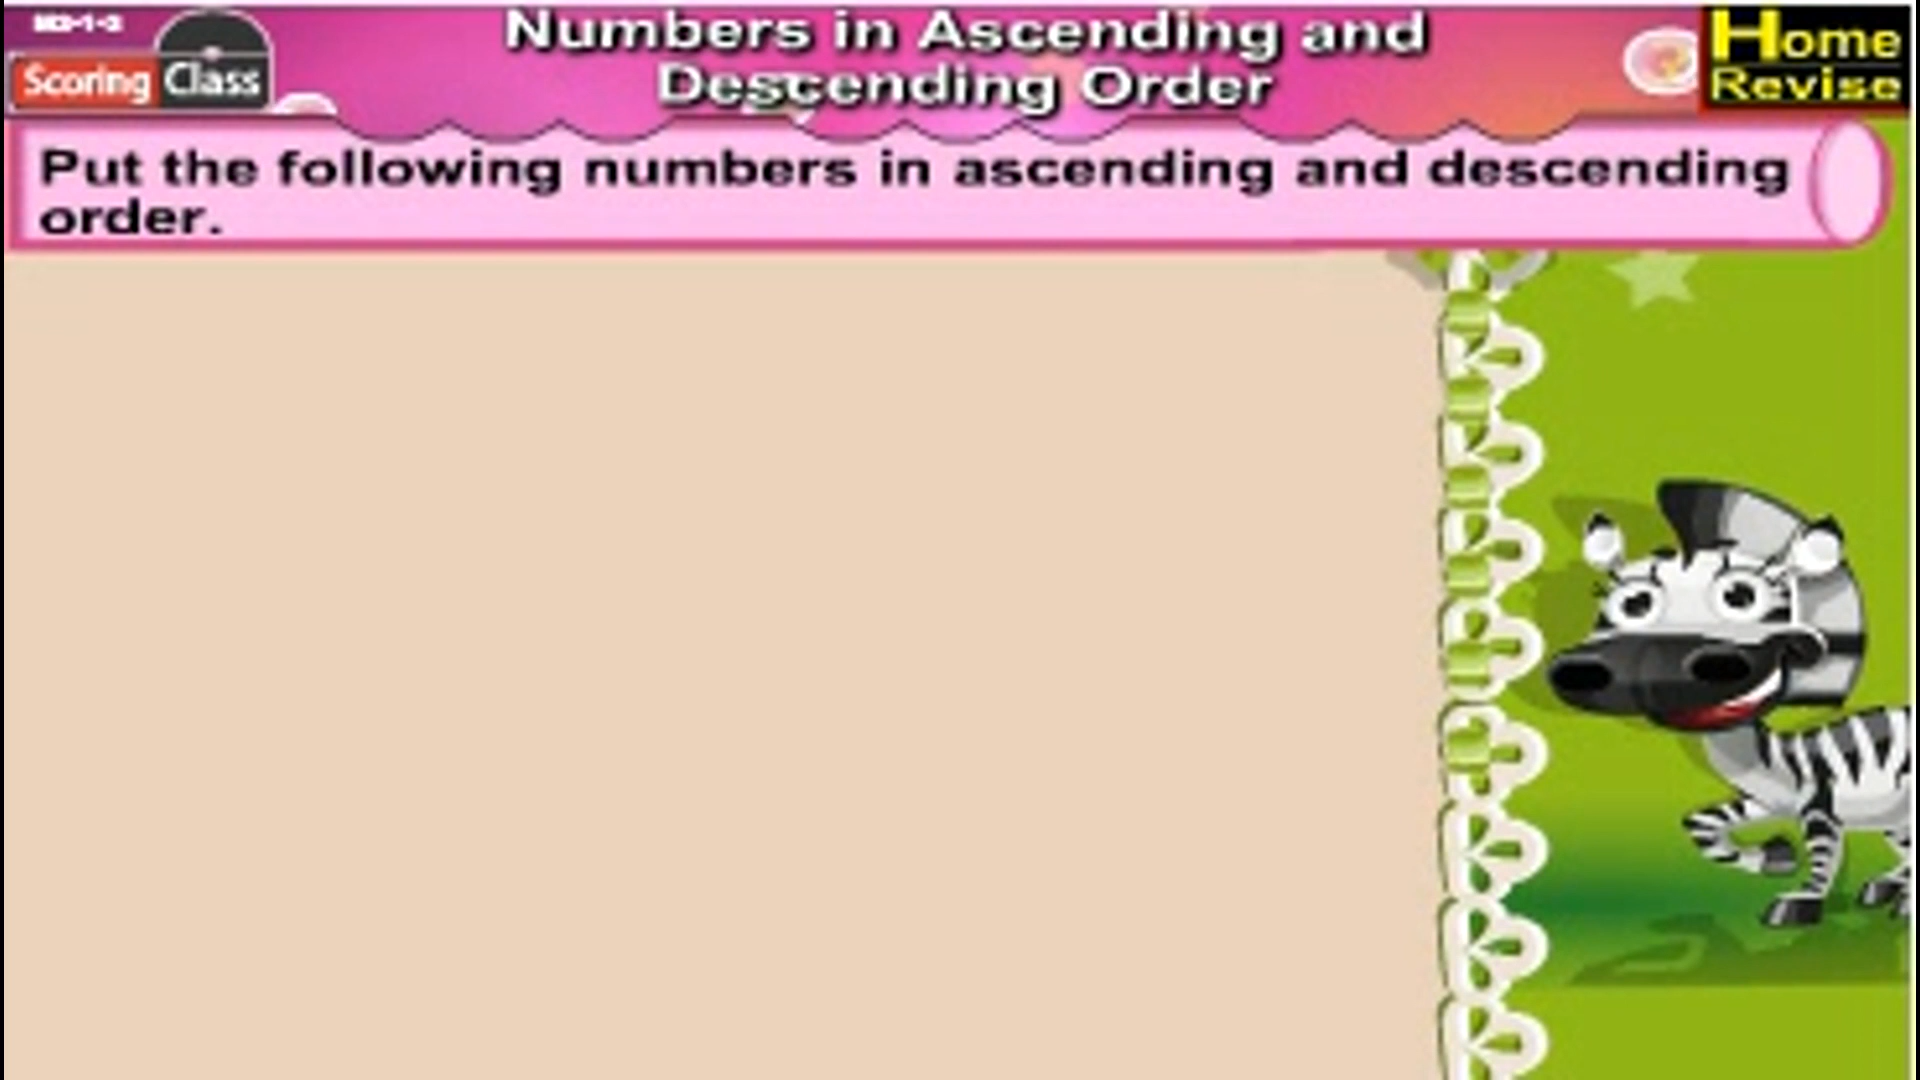 Numbers in Ascending and
Descending Order
Scoring Class
Home
Revise
Put the following numbers in ascending and descending
order.